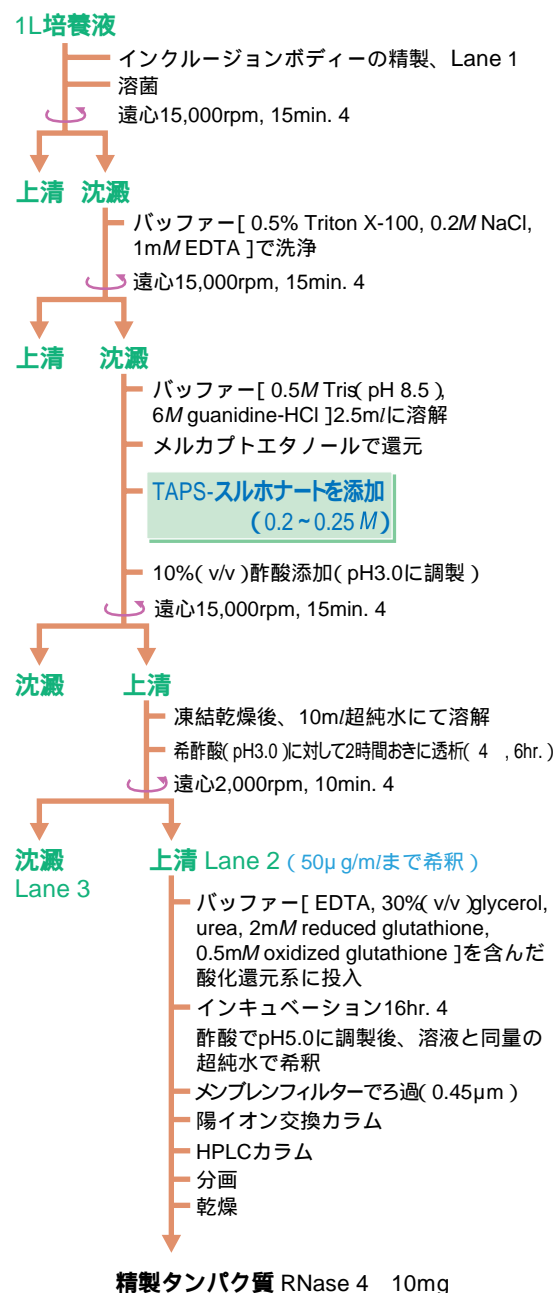 1L培養液
インクルージョンボディーの精製、Lane 1
溶菌
遠心15,000rpm, 15min. 4
上清 沈澱
バッファー[ 0.5% Triton X-100, 0.2M NaCl,
1mM EDTA ]で洗浄
遠心15,000rpm, 15min. 4
上清 沈澱
バッファー[ 0.5M Tris( pH 8.5 ),
6M guanidine-HCl ]2.5mlに溶解
メルカプトエタノールで還元
TAPS-スルホナートを添加
(0.2~0.25 M)
10%( v/v )酢酸添加( pH3.0に調製 )
遠心15,000rpm, 15min. 4
沈澱 上清
凍結乾燥後、10ml超純水にて溶解
希酢酸( pH3.0 )に対して2時間おきに透析( 4 , 6hr. )
遠心2,000rpm, 10min. 4
沈澱 上清 Lane 2 ( 50μg/mlまで希釈 )
Lane 3
バッファー[ EDTA, 30%( v/v )glycerol,
urea, 2mM reduced glutathione,
0.5mM oxidized glutathione ]を含んだ
酸化還元系に投入
インキュベーション16hr. 4
酢酸でpH5.0に調製後、溶液と同量の
超純水で希釈
メンブレンフィルターでろ過( 0.45μm )
陽イオン交換カラム
HPLCカラム
分画
乾燥
精製タンパク質 RNase 4 10mg